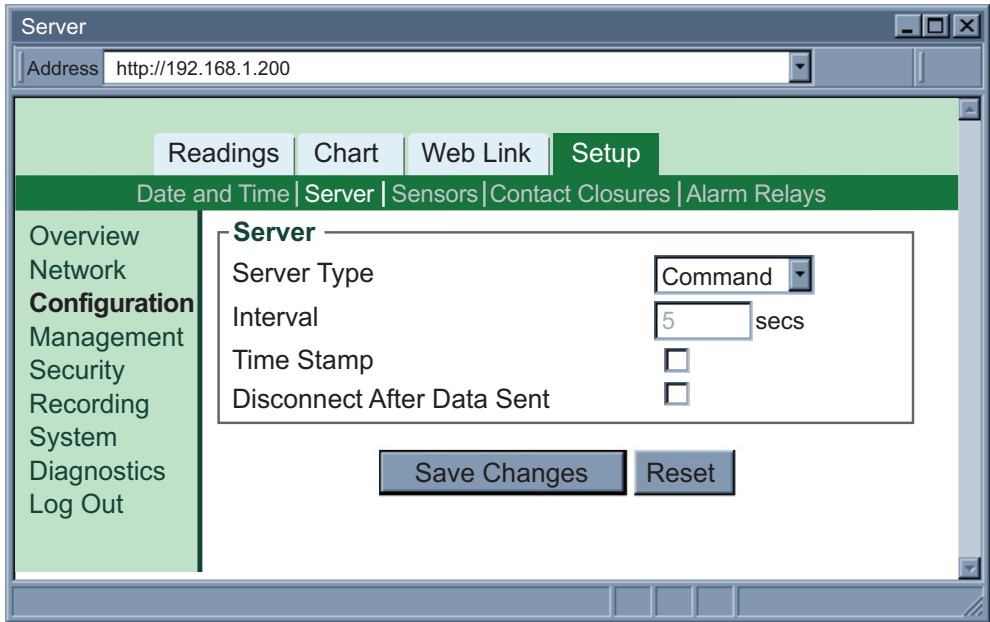 Server
Address http://192.168.1.200
Readings Chart Web Link Setup
Date and Time | Server | Sensors | Contact Closures | Alarm Relays
Overview
Network
Configuration
Management
Security
Recording
System
Diagnostics
Log Out
Server
Server Type Command
Interval 5 secs
Time Stamp
Disconnect After Data Sent
Save Changes Reset